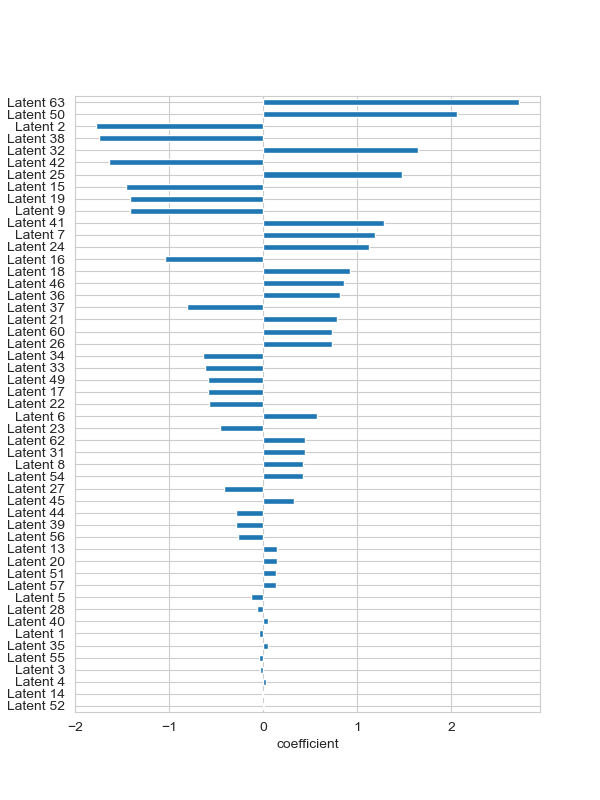 Latent 63
Latent 50
Latent 2
Latent 38
Latent 32
Latent 42
Latent 25
Latent 15
Latent 19
Latent 9
Latent 41
Latent 7
Latent 24
Latent 16
Latent 18
Latent 46
Latent 36
Latent 37
Latent 21
Latent 60
Latent 26
Latent 34
Latent 33
Latent 49
Latent 17
Latent 22
Latent 6
Latent 23
Latent 62
Latent 31
Latent 8
Latent 54
Latent 27
Latent 45
Latent 44
Latent 39
Latent 56
Latent 13
Latent 20
Latent 51
Latent 57
Latent 5
Latent 28
Latent 40
Latent 1
Latent 35
Latent 55
Latent 3
Latent 4
Latent 14
Latent 52
−2 −1 0 1 2
coefficient